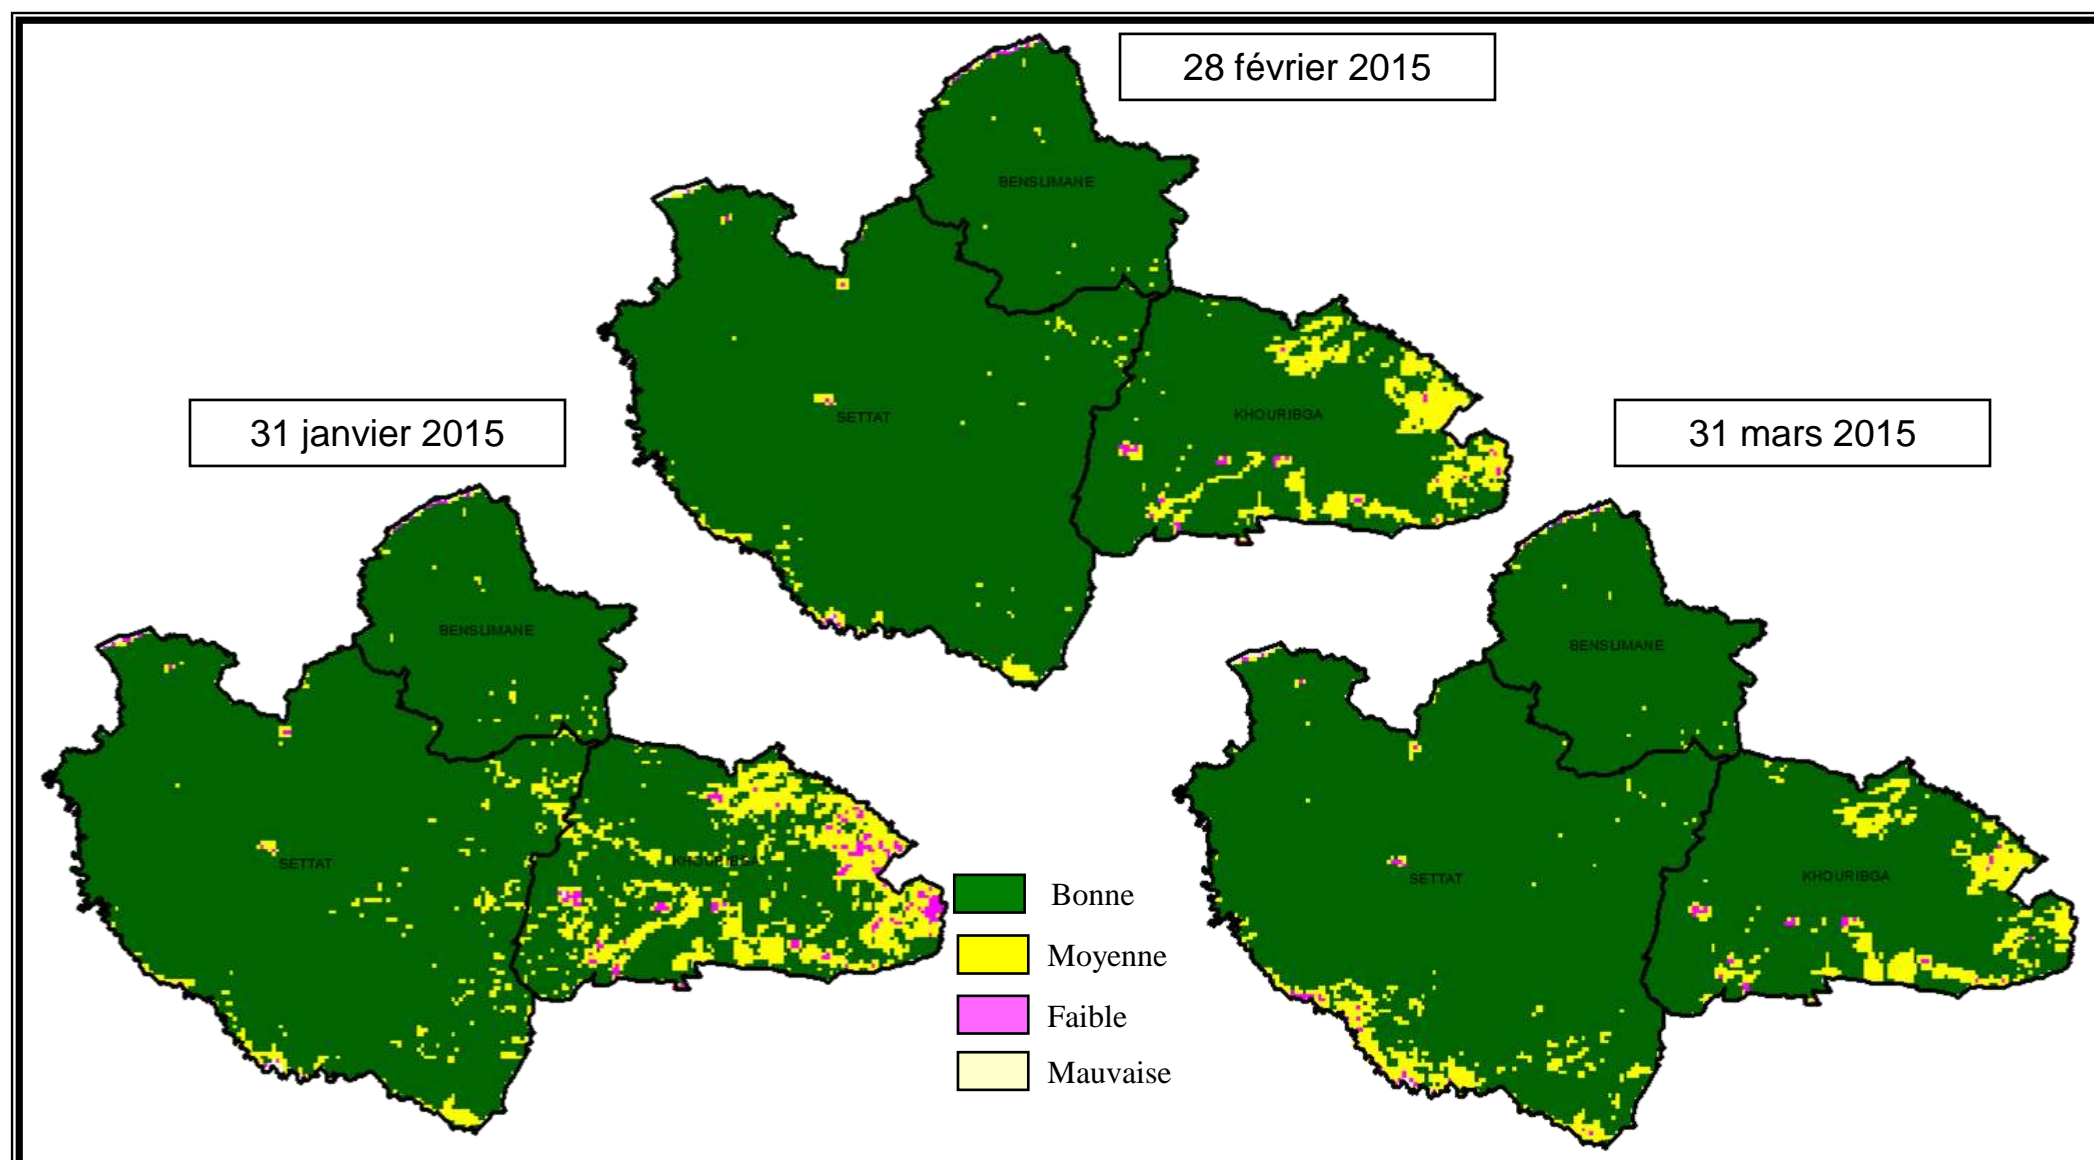 28 février 2015
BENSLIMANE
SETTAT
KHOURIBGA
31 janvier 2015
BENSLIMANE
SETTAT
KHOURIBGA
31 mars 2015
BENSLIMANE
SETTAT
KHOURIBGA
Bonne
Moyenne
Faible
Mauvaise